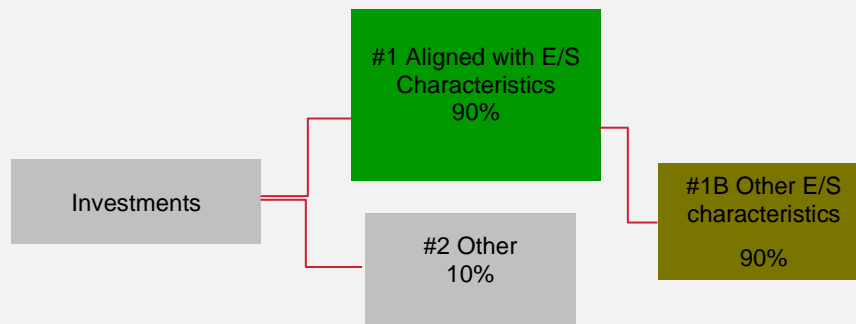 #1 Aligned with E/S
Characteristics
90%
Investments
#1B Other E/S
characteristics
90%
#2 Other
10%